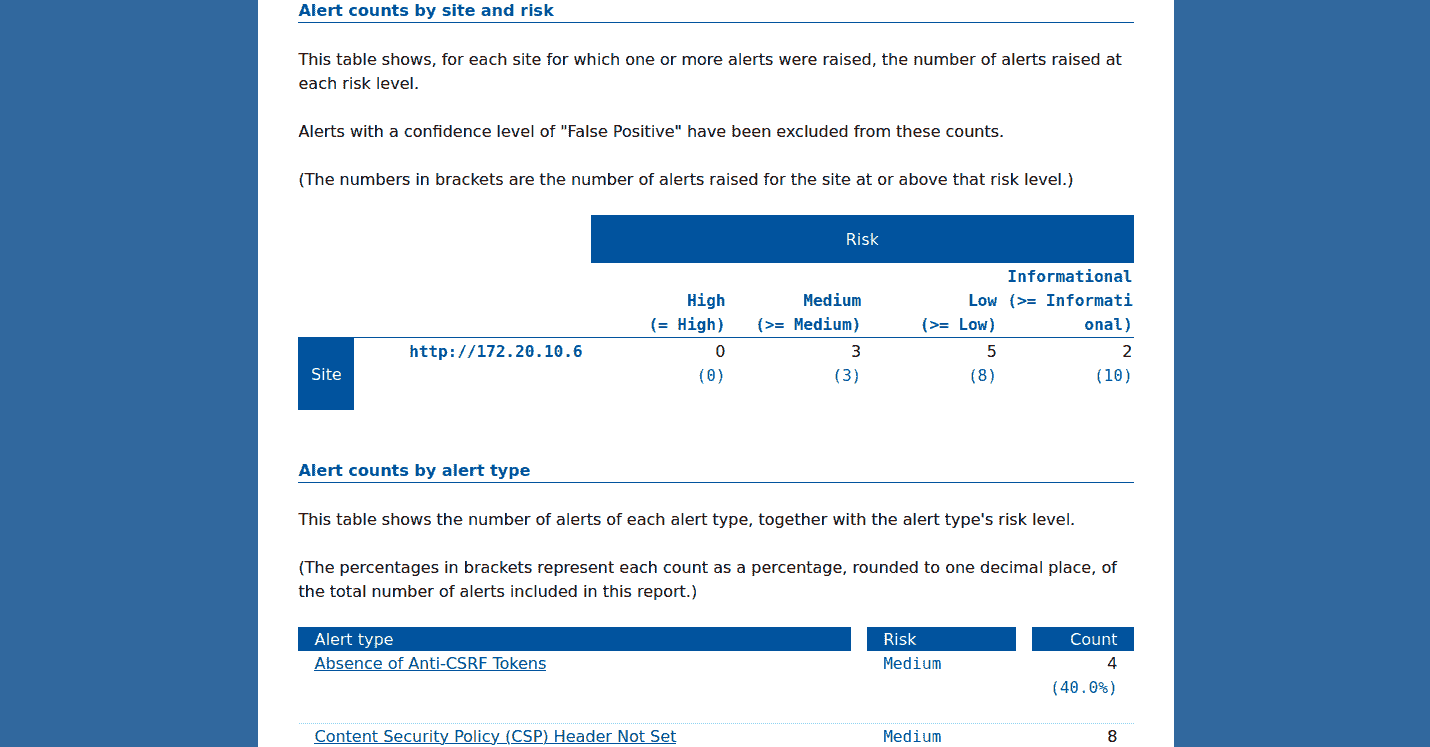 Alert counts by site and risk
This table shows, for each site for which one or more alerts were raised, the number of alerts raised at
each risk level.
Alerts with a confidence level of "False Positive" have been excluded from these counts.
(The numbers in brackets are the number of alerts raised for the site at or above that risk level.)
Risk
Informational
High Medium Low (>= Informati
(= High) (>= Medium) (>= Low) onal)
Site http://172.20.10.6 0 3 5 2
(0) (3) (8) (10)
Alert counts by alert type
This table shows the number of alerts of each alert type, together with the alert type's risk level.
(The percentages in brackets represent each count as a percentage, rounded to one decimal place, of
the total number of alerts included in this report.)
Alert type Risk Count
Absence of Anti-CSRF Tokens Medium 4
(40.0%)
Content Security Policy (CSP) Header Not Set Medium 8